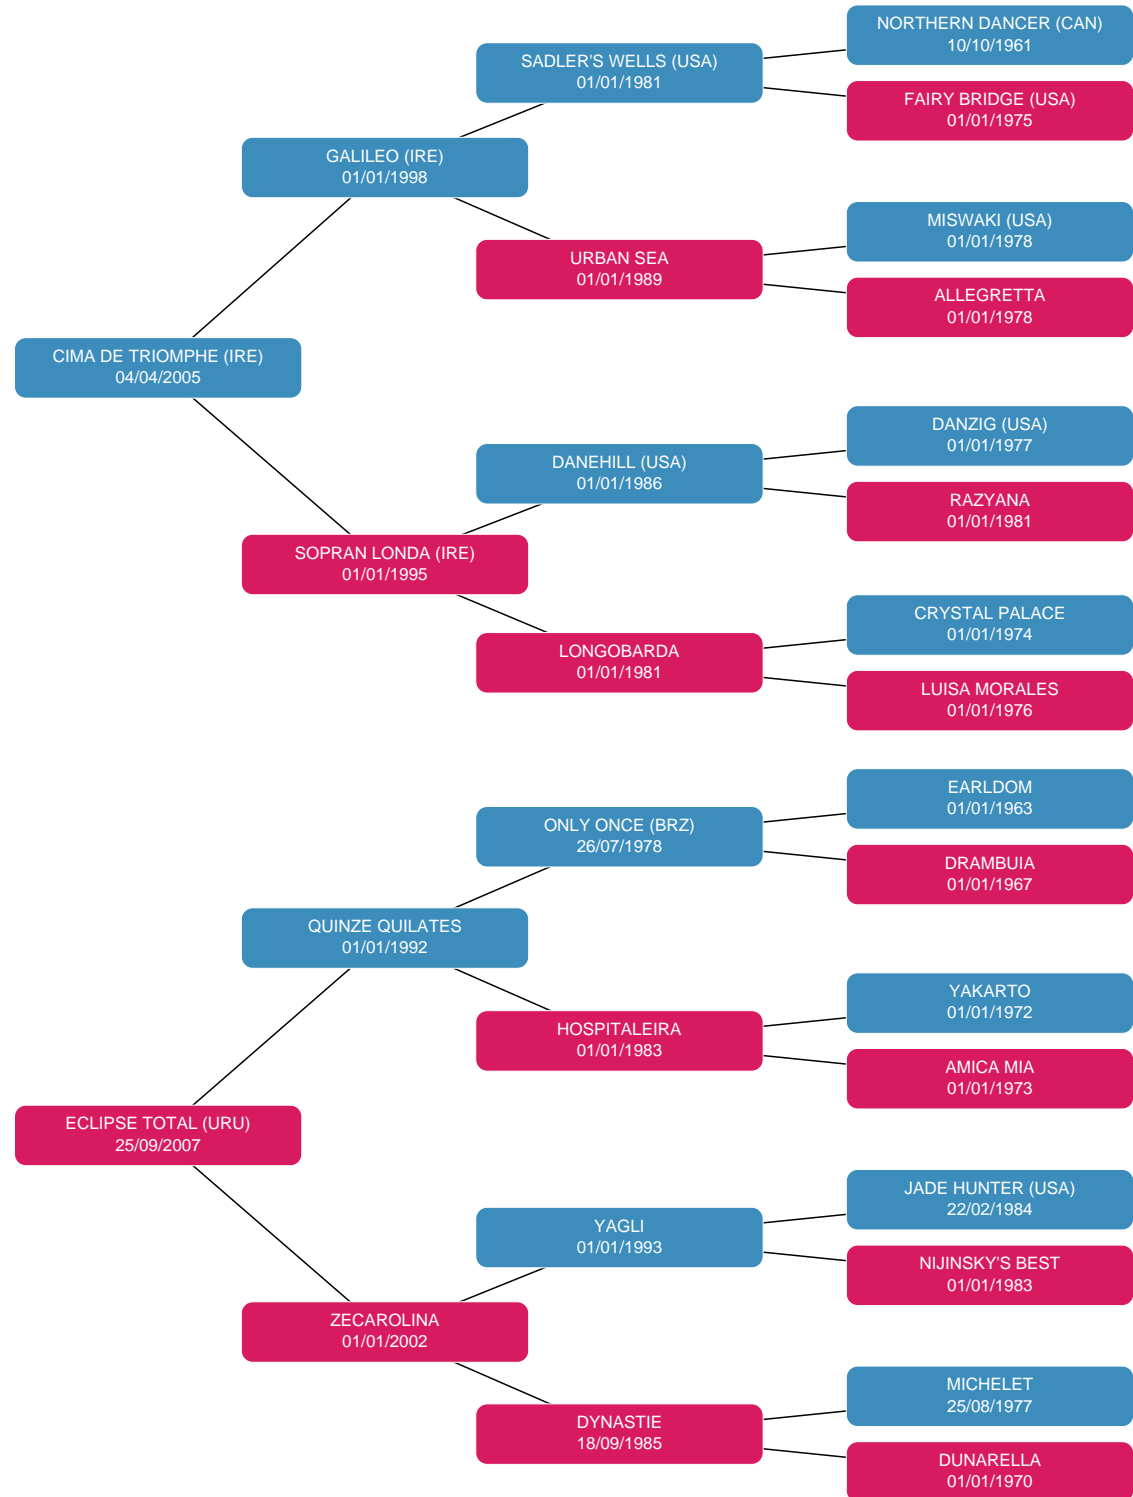 NORTHERN DANCER (CAN)
10/10/1961
SADLER'S WELLS (USA)
01/01/1981
FAIRY BRIDGE (USA)
01/01/1975
GALILEO (IRE)
01/01/1998
MISWAKI (USA)
01/01/1978
URBAN SEA
01/01/1989
ALLEGRETTA
01/01/1978
CIMA DE TRIOMPHE (IRE)
04/04/2005
DANZIG (USA)
01/01/1977
DANEHILL (USA)
01/01/1986
RAZYANA
01/01/1981
SOPRAN LONDA (IRE)
01/01/1995
CRYSTAL PALACE
01/01/1974
LONGOBARDA
01/01/1981
LUISA MORALES
01/01/1976
EARLDOM
01/01/1963
ONLY ONCE (BRZ)
26/07/1978
DRAMBUIA
01/01/1967
QUINZE QUILATES
01/01/1992
YAKARTO
01/01/1972
HOSPITALEIRA
01/01/1983
AMICA MIA
01/01/1973
ECLIPSE TOTAL (URU)
25/09/2007
JADE HUNTER (USA)
22/02/1984
YAGLI
01/01/1993
NIJINSKY'S BEST
01/01/1983
ZECAROLINA
01/01/2002
MICHELET
25/08/1977
DYNASTIE
18/09/1985
DUNARELLA
01/01/1970